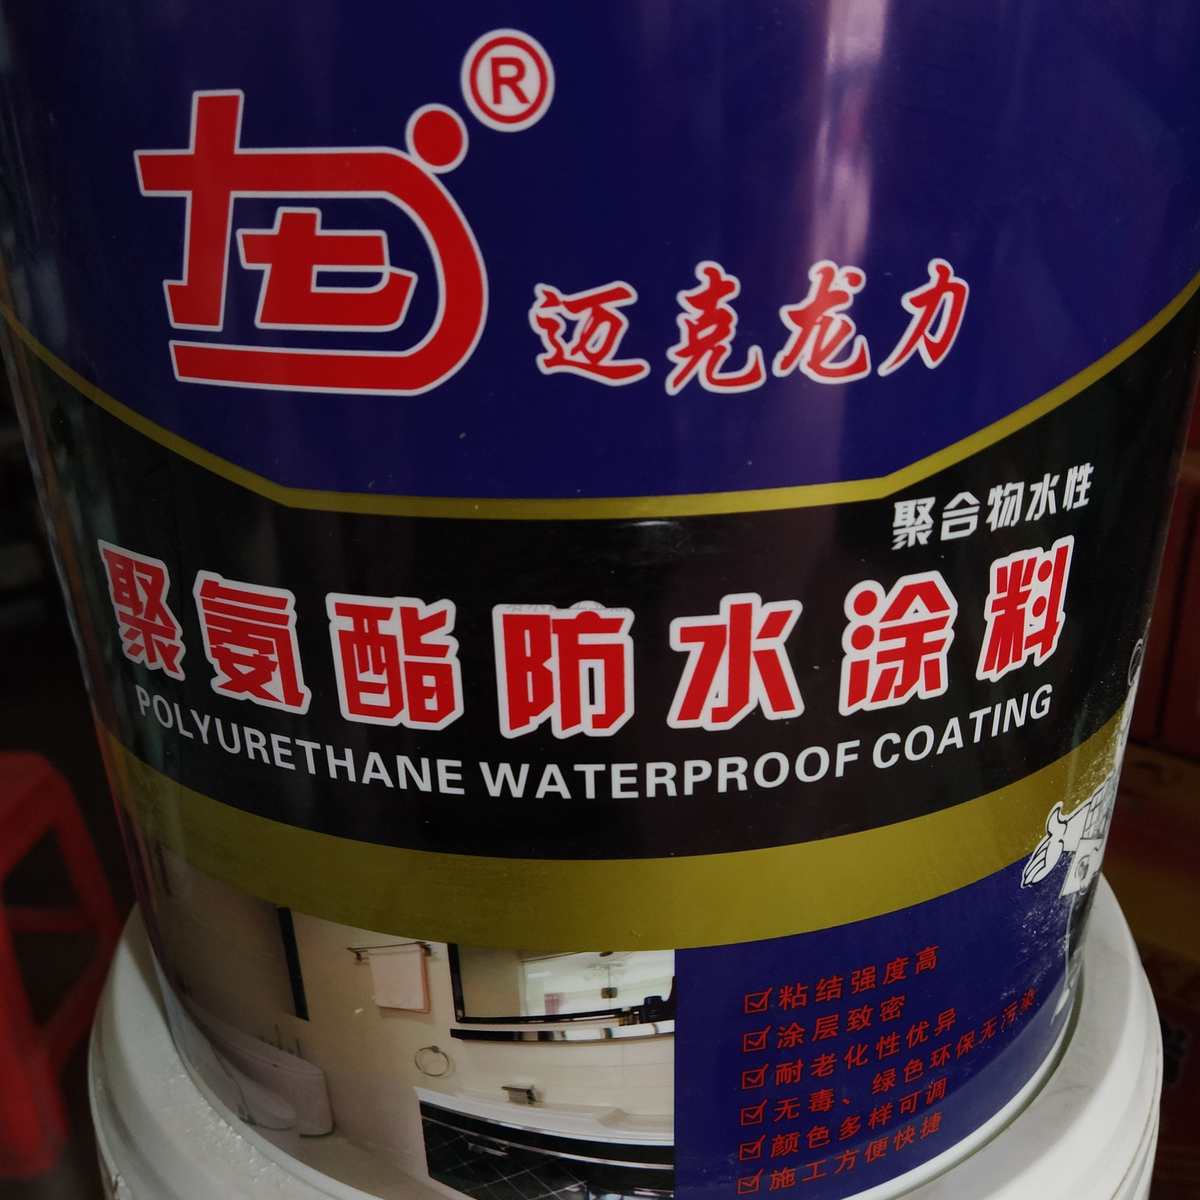 ®
迈克龙力
聚合物水性
聚氨酯防水涂料
POLYURETHANE WATERPROOF COATING
☑粘结强度高
☑涂层致密
☑耐老化性优异
☑无毒、绿色环保无污染
☑颜色多样可调
☑施工方便快捷